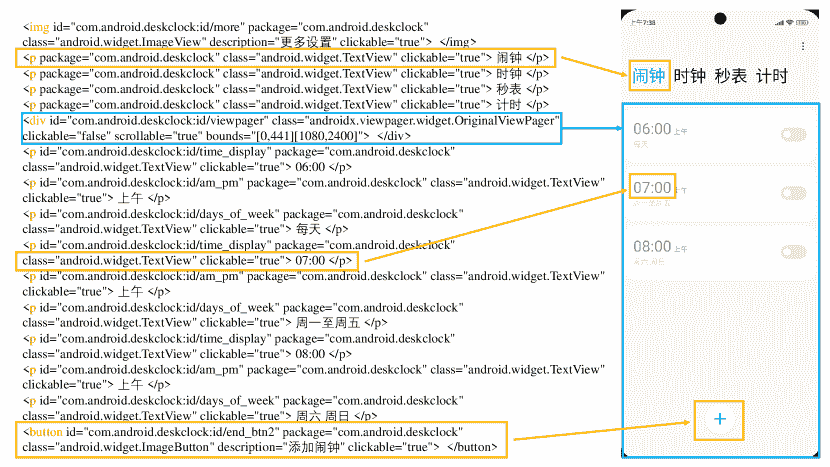 <img id="com.android.deskclock:id/more" package="com.android.deskclock"
class="android.widget.ImageView" description="更多设置" clickable="true"> </img>
<p package="com.android.deskclock" class="android.widget.TextView" clickable="true"> 闹钟 </p>
<p package="com.android.deskclock" class="android.widget.TextView" clickable="true"> 时钟 </p>
<p package="com.android.deskclock" class="android.widget.TextView" clickable="true"> 秒表 </p>
<p package="com.android.deskclock" class="android.widget.TextView" clickable="true"> 计时 </p>
<div id="com.android.deskclock:id/viewpager" class="androidx.viewpager.widget.OriginalViewPager"
clickable="false" scrollable="true" bounds="[0,441][1080,2400]"> </div>
<p id="com.android.deskclock:id/time_display" package="com.android.deskclock"
class="android.widget.TextView" clickable="true"> 06:00 </p>
<p id="com.android.deskclock:id/am_pm" package="com.android.deskclock" class="android.widget.TextView"
clickable="true"> 上午 </p>
<p id="com.android.deskclock:id/days_of_week" package="com.android.deskclock"
class="android.widget.TextView" clickable="true"> 每天 </p>
<p id="com.android.deskclock:id/time_display" package="com.android.deskclock"
class="android.widget.TextView" clickable="true"> 07:00 </p>
<p id="com.android.deskclock:id/am_pm" package="com.android.deskclock" class="android.widget.TextView"
clickable="true"> 上午 </p>
<p id="com.android.deskclock:id/days_of_week" package="com.android.deskclock"
class="android.widget.TextView" clickable="true"> 周一至周五 </p>
<p id="com.android.deskclock:id/time_display" package="com.android.deskclock"
class="android.widget.TextView" clickable="true"> 08:00 </p>
<p id="com.android.deskclock:id/am_pm" package="com.android.deskclock" class="android.widget.TextView"
clickable="true"> 上午 </p>
<p id="com.android.deskclock:id/days_of_week" package="com.android.deskclock"
class="android.widget.TextView" clickable="true"> 周六 周日 </p>
<button id="com.android.deskclock:id/end_btn2" package="com.android.deskclock"
class="android.widget.ImageButton" description="添加闹钟" clickable="true"> </button>
上午7:38
闹钟 时钟 秒表 计时
06:00 上午
每天
07:00 上午
08:00 上午
周六 周日